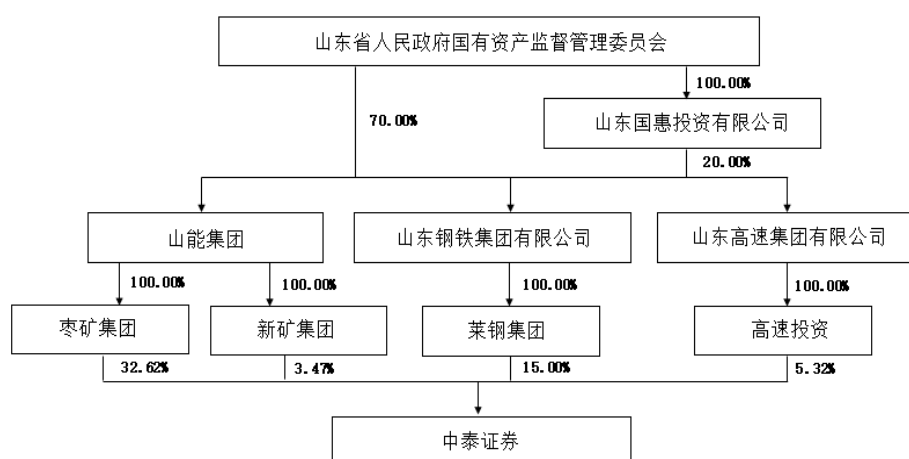 山东省人民政府国有资产监督管理委员会
100.00%
70.00%
山东国惠投资有限公司
20.00%
山能集团
山东钢铁集团有限公司
山东高速集团有限公司
100.00%
100.00%
100.00%
100.00%
枣矿集团
新矿集团
莱钢集团
高速投资
32.62%
3.47%
15.00%
5.32%
中泰证券